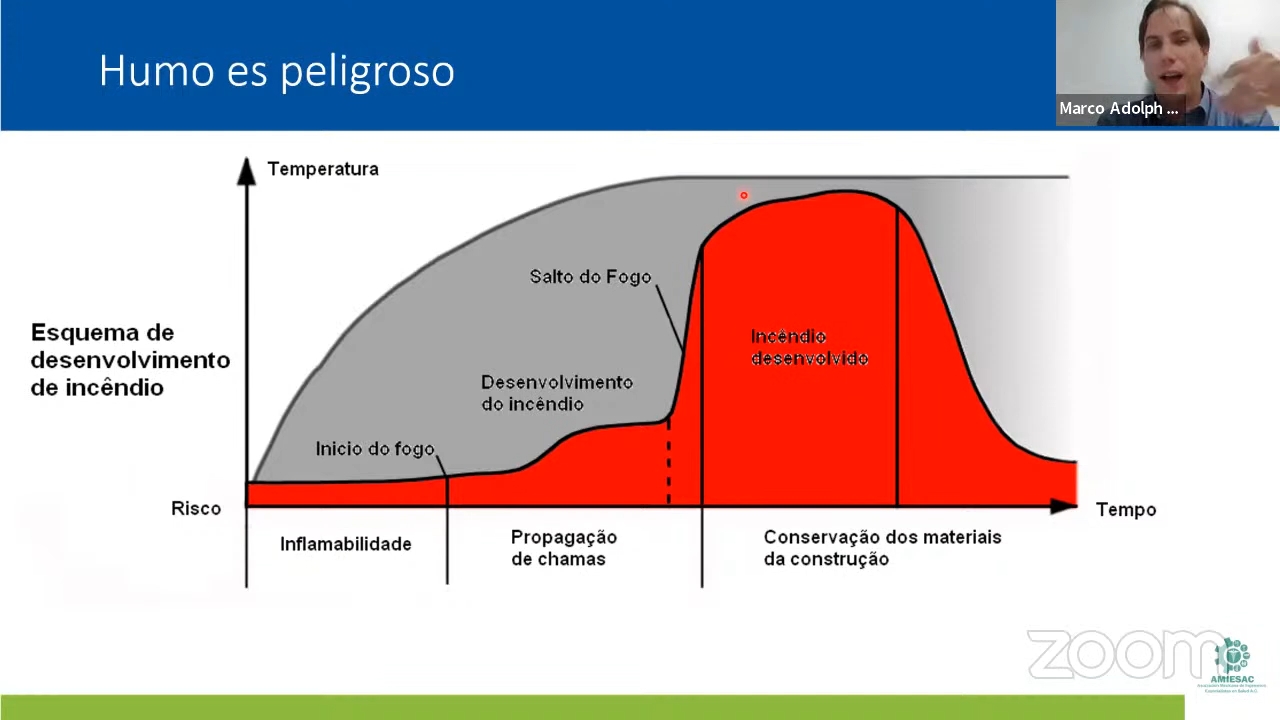 Humo es peligroso
Marco Adolph ...
Temperatura
Salto do Fogo
Esquema de
desenvolvimento
de incêndio
Incêndio
desenvolvido
Desenvolvimento
do incêndio
Inicio do fogo
Risco
Tempo
Inflamabilidade
Propagação
de chamas
Conservação dos materiais
da construção
zoom
AMIESAC